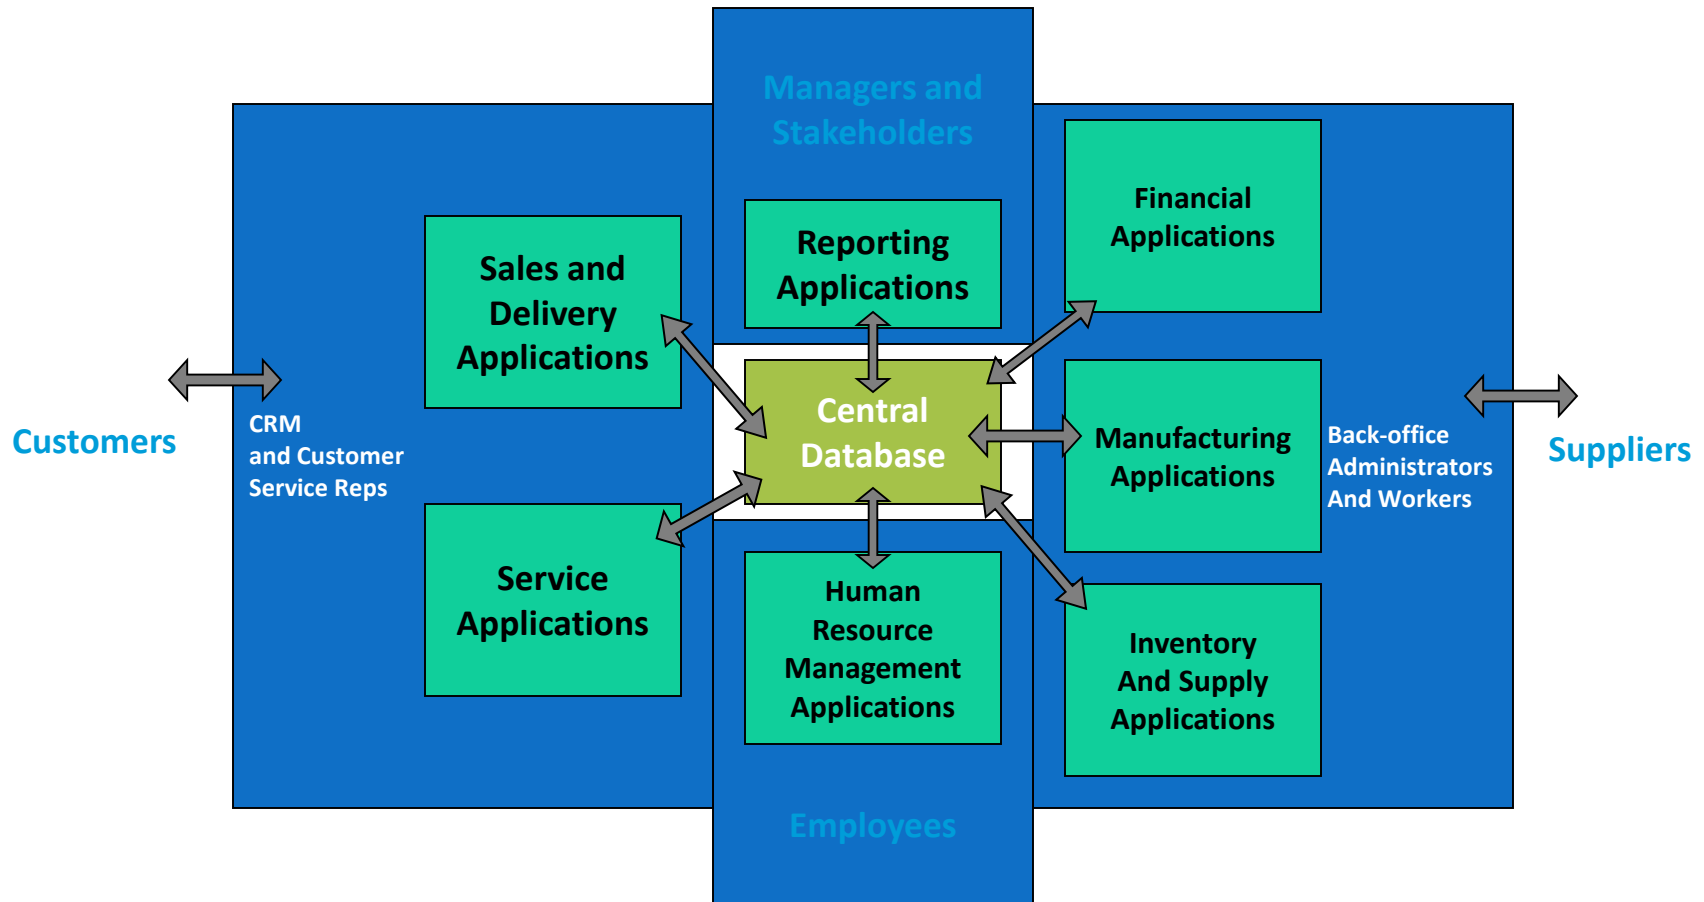 Managers and
Stakeholders
Financial
Applications
Reporting
Applications
Sales and
Delivery
Applications
Central
Database
Customers
CRM
and Customer
Service Reps
Manufacturing
Applications
Back-office
Administrators
And Workers
Suppliers
Service
Applications
Human
Resource
Management
Applications
Inventory
And Supply
Applications
Employees